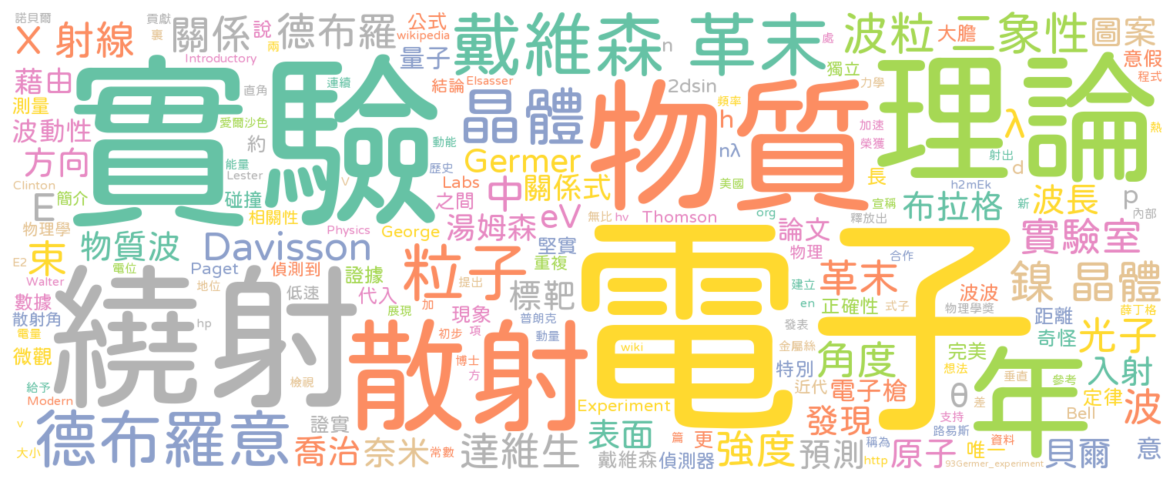 諾貝爾 貢獻 關係 說 德布羅 公式 戴維森 n 革末 處 波粒二象性 大膽 圖案
X 射線 裏 兩 wikipedia
Introductory 量子 獨立 意假
藉由 直角 連續 結論 Elsasser 2dsin 力學 程式
測量 實驗 晶體 物質 頻率 理論
波動性 愛爾沙色 動能 h 加速 λ 熱
方向 約 能量 Germer nλ 榮獲 射出
Clinton Lester 歷史 Labs 中 關係式 美國 長 d h2mEk 波長 p
簡介 碰撞 之間 V 宣稱 新
E 相關性 George 湯姆森 eV 無比 hv Thomson org 釋放出 布拉格 內部
物理學 物質波 Davisson Physics 堅實 論文 合作 實驗室
E2 電位 Paget 偵測到 粒子 重複 電子 物理
束 Walter 地位 證據 提出 標靶 革末 建立 鎳 晶體
數據 繞射 低速 代入 加 現象 en 正確性 波波 薛丁格
散射角 hp 展現 普朗克 式子 物理學獎 距離
電量 微觀 散射 初步 項 動量 發表 奇怪 光子
wiki 金屬絲 角度 完美
給予 檢視 博士 方 特別 想法 年 垂直 參考 入射
Modern Experiment 近代 電子槍 θ 差 定律 波
v 證實 發現 支持 Bell
大小 德布羅意 喬治 奈米 常數 達維生 表面 篇 更 強度 預測 稱為 路易斯 原子 唯一 資料 貝爾 意
戴維森 偵測器 http 93Germer_experiment